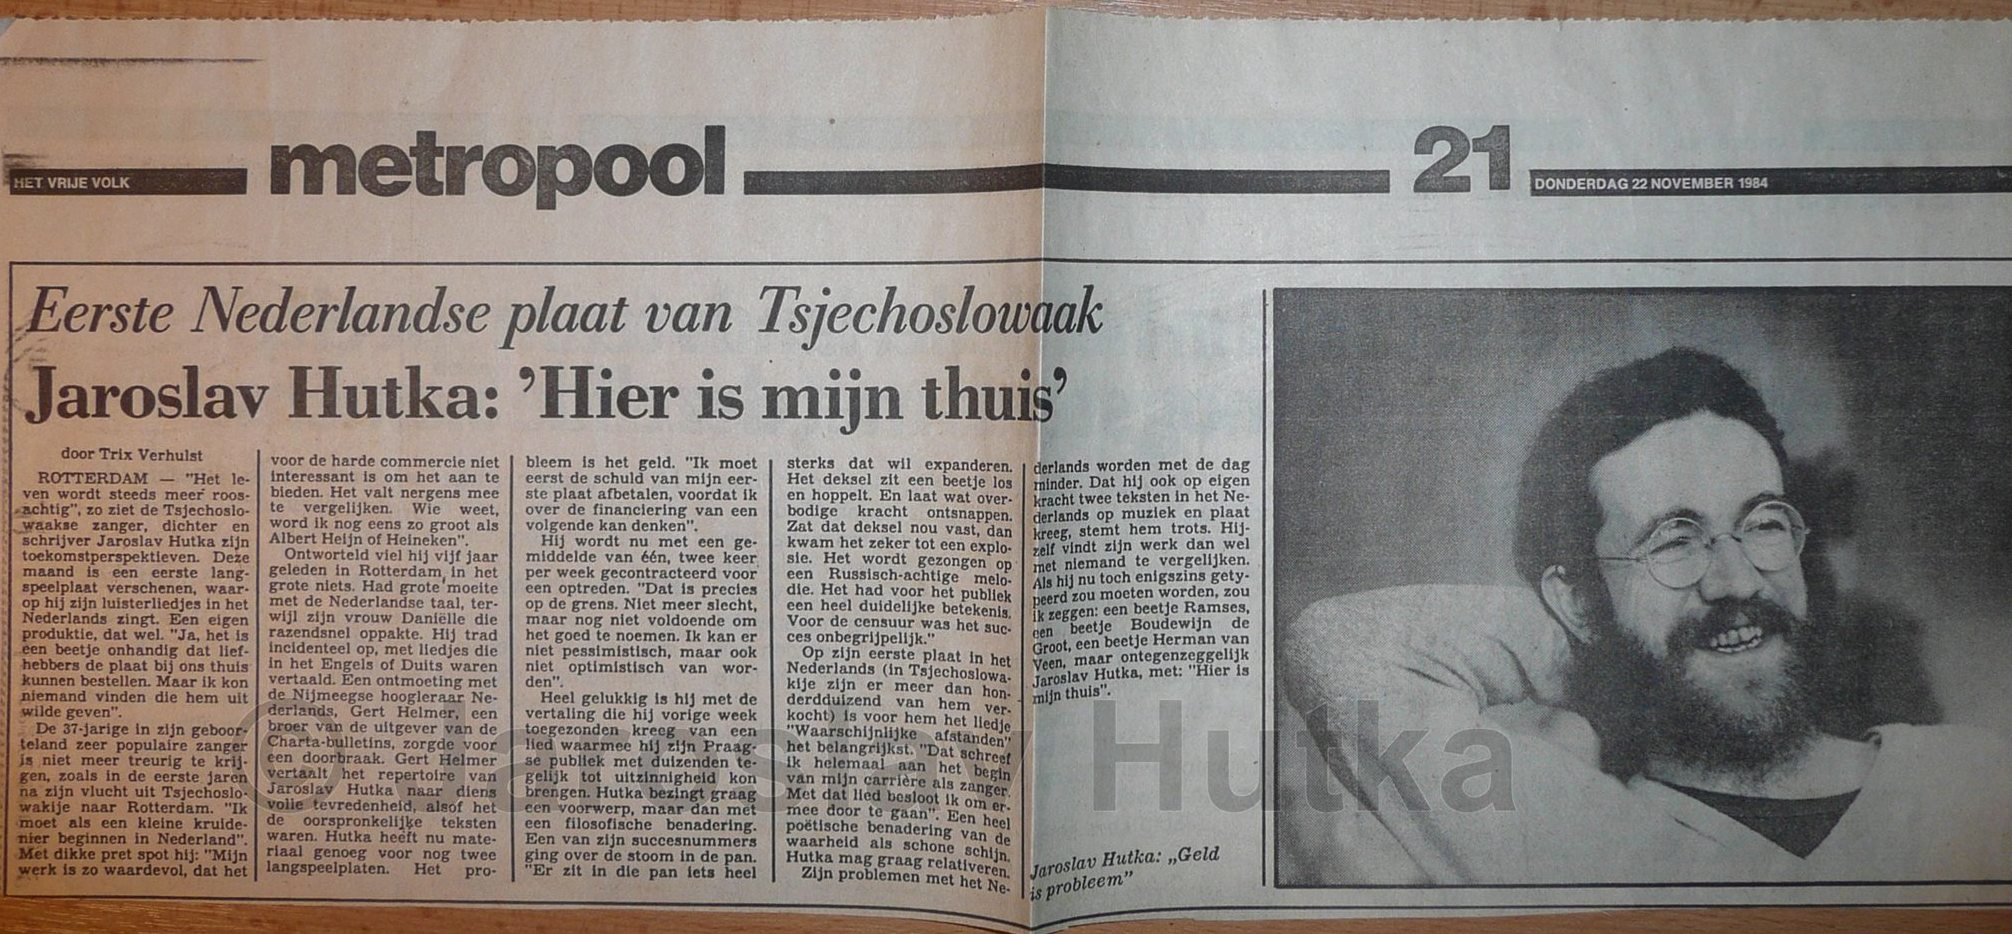 HET VRIJE VOLK
metropool
21
DONDERDAG 22 NOVEMBER 1984
Eerste Nederlandse plaat van Tsjechoslowaak
Jaroslav Hutka: 'Hier is mijn thuis'
door Trix Verhulst
ROTTERDAM — "Het le-
ven wordt steeds meer roos-
achtig", zo ziet de Tsjechoslo-
waakse zanger, dichter en
schrijver Jaroslav Hutka zijn
toekomstperspektieven. Deze
maand is een eerste lang-
speelplaat verschenen, waar-
op hij zijn luisterliedjes in het
Nederlands zingt. Een eigen
produktie, dat wel. "Ja, het is
een beetje onhandig dat lief-
hebbers de plaat bij ons thuis
kunnen bestellen. Maar ik kon
niemand vinden die hem uit
wilde geven".
De 37-jarige in zijn geboor-
teland zeer populaire zanger
is niet meer treurig te krij-
gen, zoals in de eerste jaren
na zijn vlucht uit Tsjechoslo-
wakije naar Rotterdam. "Ik
moet als een kleine kruide-
nier beginnen in Nederland".
Met dikke pret spot hij: "Mijn
werk is zo waardevol, dat het
voor de harde commercie niet
interessant is om het aan te
bieden. Het valt nergens mee
te vergelijken. Wie weet,
word ik nog eens zo groot als
Albert Heijn of Heineken".
Ontworteld viel hij vijf jaar
geleden in Rotterdam in het
grote niets. Had grote moeite
met de Nederlandse taal, ter-
wijl zijn vrouw Daniëlle die
razendsnel oppakte. Hij trad
incidenteel op, met liedjes die
in het Engels of Duits waren
vertaald. Een ontmoeting met
de Nijmeegse hoogleraar Ne-
derlands, Gert Helmer, een
broer van de uitgever van de
Charta-bulletins, zorgde voor
een doorbraak. Gert Helmer
vertaalt het repertoire van
Jaroslav Hutka naar diens
volle tevredenheid, alsof het
de oorspronkelijke teksten
waren. Hutka heeft nu mate-
riaal genoeg voor nog twee
langspeelplaten. Het pro-
bleem is het geld. "Ik moet
eerst de schuld van mijn eer-
ste plaat afbetalen, voordat ik
over de financiering van een
volgende kan denken".
Hij wordt nu met een ge-
middelde van één, twee keer
per week gecontracteerd voor
een optreden. "Dat is precies
op de grens. Niet meer slecht,
maar nog niet voldoende om
het goed te noemen. Ik kan er
niet pessimistisch, maar ook
niet optimistisch van wor-
den".
Heel gelukkig is hij met de
vertaling die hij vorige week
toegezonden kreeg van een
lied waarmee hij zijn Praag-
se publiek met duizenden te-
gelijk tot uitzinnigheid kon
brengen. Hutka bezingt graag
een voorwerp, maar dan met
een filosofische benadering.
Een van zijn succesnummers
ging over de stoom in de pan.
"Er zit in die pan iets heel
sterks dat wil expanderen.
Het deksel zit een beetje los
en hoppelt. En laat wat over-
bodige kracht ontsnappen.
Zat dat deksel nou vast, dan
kwam het zeker tot een explo-
sie. Het wordt gezongen op
een Russisch-achtige melo-
die. Het had voor het publiek
een heel duidelijke betekenis.
Voor de censuur was het suc-
ces onbegrijpelijk."
Op zijn eerste plaat in het
Nederlands (in Tsjechoslowa-
kije zijn er meer dan hon-
derdduizend van hem ver-
kocht) is voor hem het liedje
"Waarschijnlijke afstanden"
het belangrijkst. "Dat schreef
ik helemaal aan het begin
van mijn carrière als zanger.
Met dat lied besloot ik om er-
mee door te gaan". Een heel
poëtische benadering van de
waarheid als schone schijn.
Hutka mag graag relativeren.
Zijn problemen met het Ne-
derlands worden met de dag
minder. Dat hij ook op eigen
kracht twee teksten in het Ne-
derlands op muziek en plaat
kreeg, stemt hem trots. Hij-
zelf vindt zijn werk dan wel
met niemand te vergelijken.
Als hij nu toch enigszins gety-
peerd zou moeten worden, zou
ik zeggen: een beetje Ramses,
een beetje Boudewijn de
Groot, een beetje Herman van
Veen, maar ontegenzeggelijk
Jaroslav Hutka, met: "Hier is
mijn thuis".
Jaroslav Hutka: „Geld
is probleem"
© Jaroslav Hutka